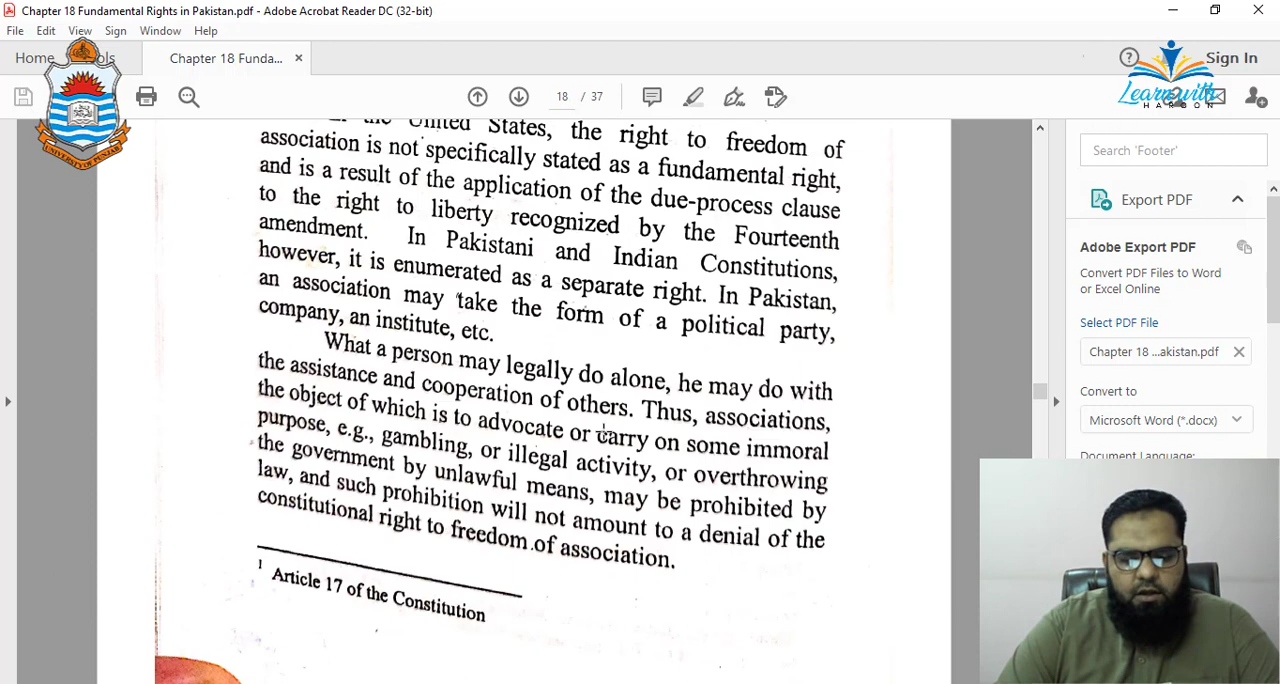 Chapter 18 Fundamental Rights in Pakistan.pdf - Adobe Acrobat Reader DC (32-bit)
File Edit View Sign Window Help
Home Chapter 18 Funda... × Sign In
18 / 37
Learn with
HAROON
UNIVERSITY OF PUNJAB
the United States, the right to freedom of
association is not specifically stated as a fundamental right,
and is a result of the application of the due-process clause
to the right to liberty recognized by the Fourteenth
amendment. In Pakistani and Indian Constitutions,
however, it is enumerated as a separate right. In Pakistan,
an association may take the form of a political party,
company, an institute, etc.
What a person may legally do alone, he may do with
the assistance and cooperation of others. Thus, associations,
the object of which is to advocate or carry on some immoral
purpose, e.g., gambling, or illegal activity, or overthrowing
the government by unlawful means, may be prohibited by
law, and such prohibition will not amount to a denial of the
constitutional right to freedom of association.
1 Article 17 of the Constitution
Search 'Footer'
Export PDF
Adobe Export PDF
Convert PDF Files to Word
or Excel Online
Select PDF File
Chapter 18 ...akistan.pdf
Convert to
Microsoft Word (*.docx)
Document Language: